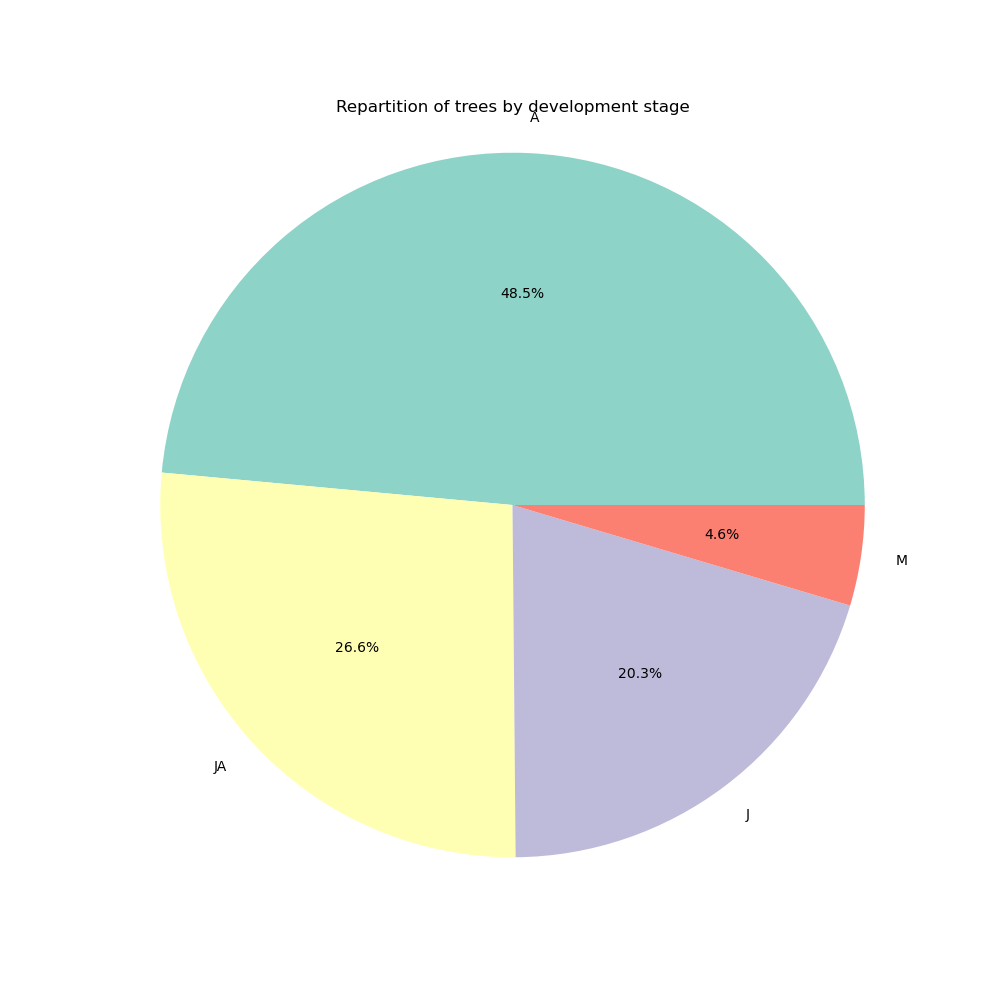 Repartition of trees by development stage
A
48.5%
4.6%
M
26.6%
20.3%
JA
J